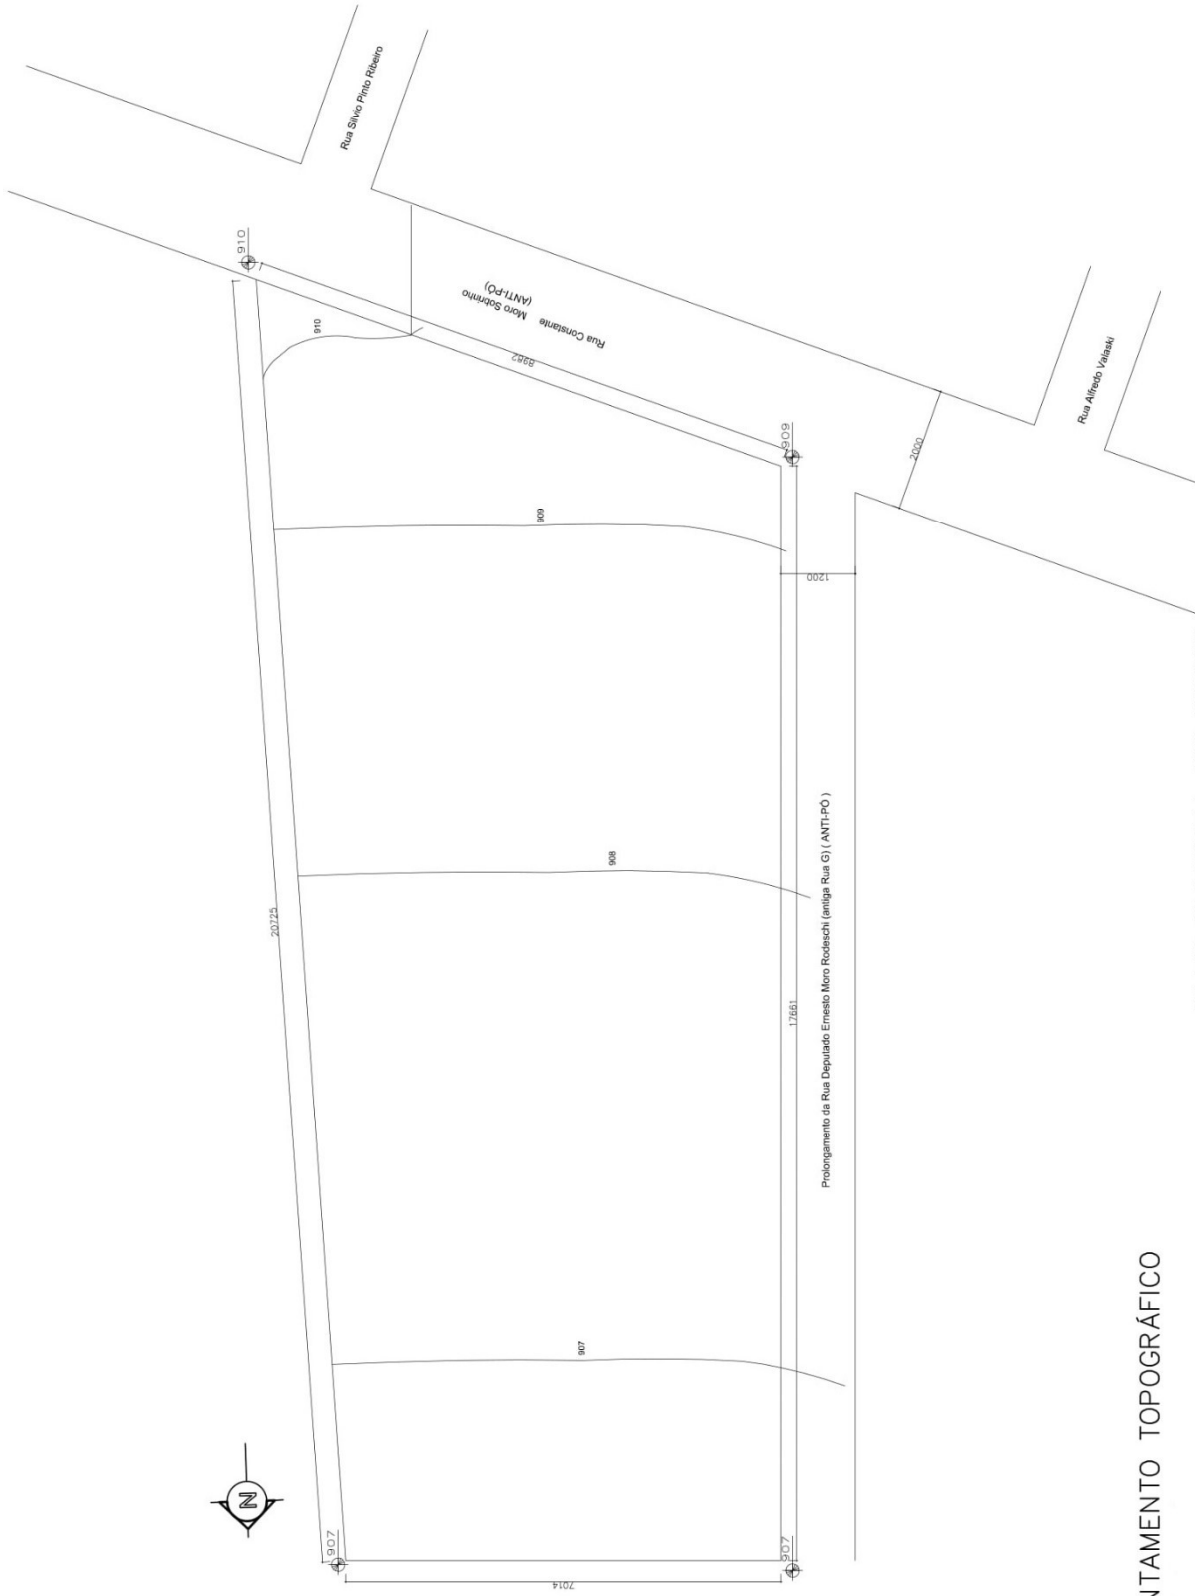 Rua Silvio Pinto Ribeiro
910
910
Rua Constante Moro Sobrinho
(ANTI-PÓ)
8982
909
Rua Alfredo Valaski
2000
909
1200
908
20725
17661
Prolongamento da Rua Deputado Ernesto Moro Rodeschi (antiga Rua G) ( ANTI-PÓ )
907
N
907
907
7014
NTAMENTO TOPOGRÁFICO